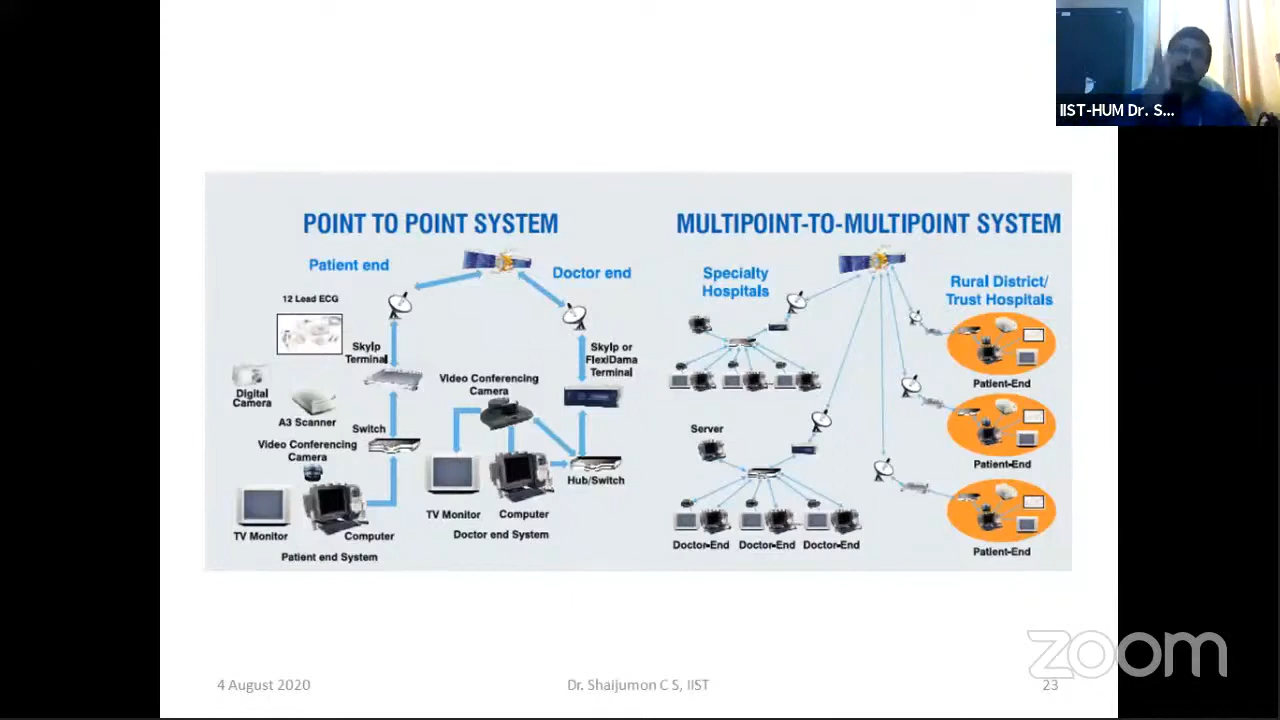 IIST-HUM Dr. S...
POINT TO POINT SYSTEM
Patient end
Doctor end
12 Lead ECG
Skylp
Terminal
Skylp or
FlexiDama
Terminal
Digital
Camera
A3 Scanner
Video Conferencing
Camera
Switch
Video Conferencing
Camera
Hub/Switch
TV Monitor
Computer
Patient end System
TV Monitor
Computer
Doctor end System
MULTIPOINT-TO-MULTIPOINT SYSTEM
Specialty
Hospitals
Rural District/
Trust Hospitals
Patient-End
Server
Patient-End
Doctor-End Doctor-End Doctor-End
Patient-End
zoom
4 August 2020
Dr. Shaijumon C S, IIST
23